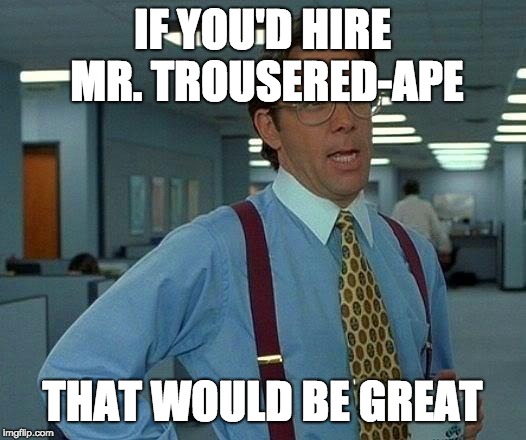 IF YOU'D HIRE
MR. TROUSERED-APE
THAT WOULD BE GREAT
imgflip.com